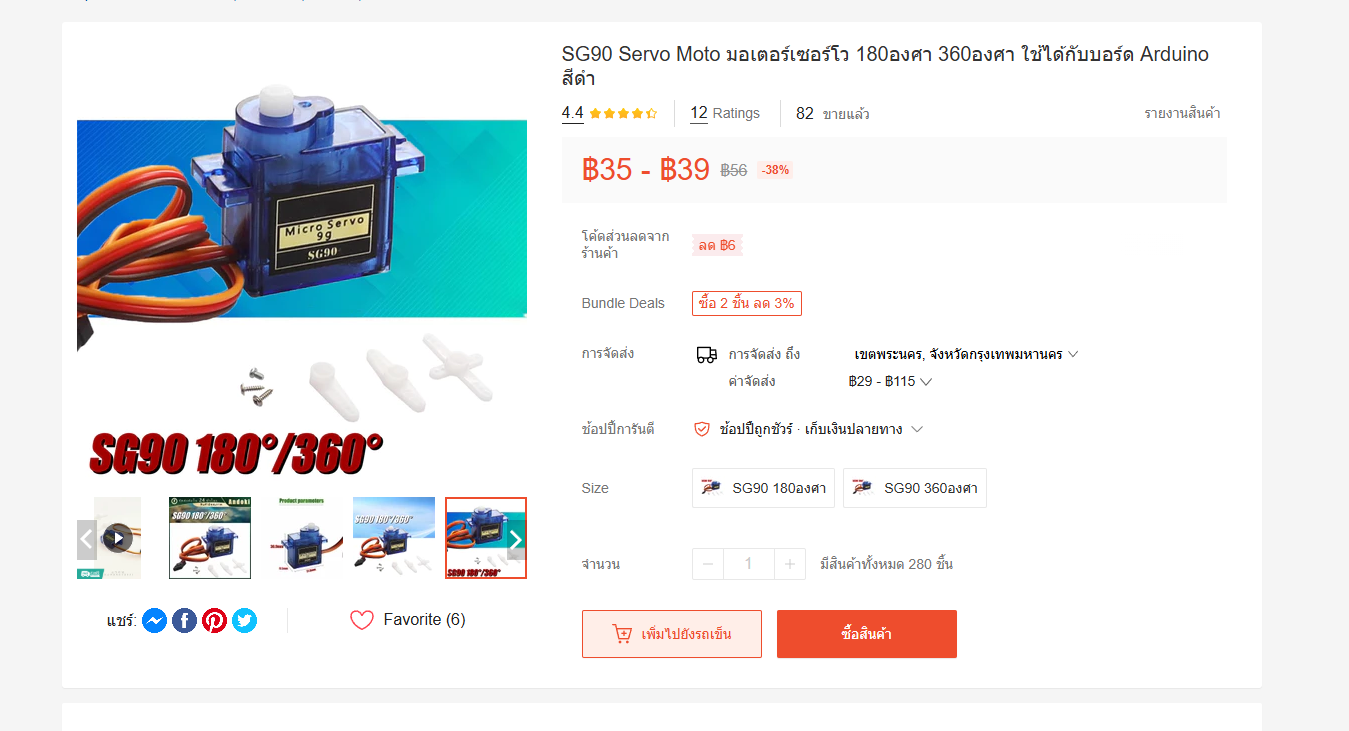 SG90 Servo Moto มอเตอร์เซอร์โว 180องศา 360องศา ใช้ได้กับบอร์ด Arduino
สีดำ
4.4
12 Ratings
82 ขายแล้ว
รายงานสินค้า
฿35 - ฿39 ฿56 -38%
โค้ดส่วนลดจาก
ร้านค้า
ลด ฿6
Bundle Deals
ซื้อ 2 ชิ้น ลด 3%
การจัดส่ง
การจัดส่ง ถึง
เขตพระนคร, จังหวัดกรุงเทพมหานคร
ค่าจัดส่ง
฿29 - ฿115
ช้อปปี้การันตี
ช้อปปี้ถูกชัวร์ · เก็บเงินปลายทาง
Size
SG90 180องศา
SG90 360องศา
จำนวน
1
มีสินค้าทั้งหมด 280 ชิ้น
เพิ่มไปยังรถเข็น
ซื้อสินค้า
Micro Servo
9g
SG90
SG90 180°/360°
Andoki
SG90 180°/360°
Product parameters
SG90 180°/360°
SG90 180°/360°
แชร์:
Favorite (6)